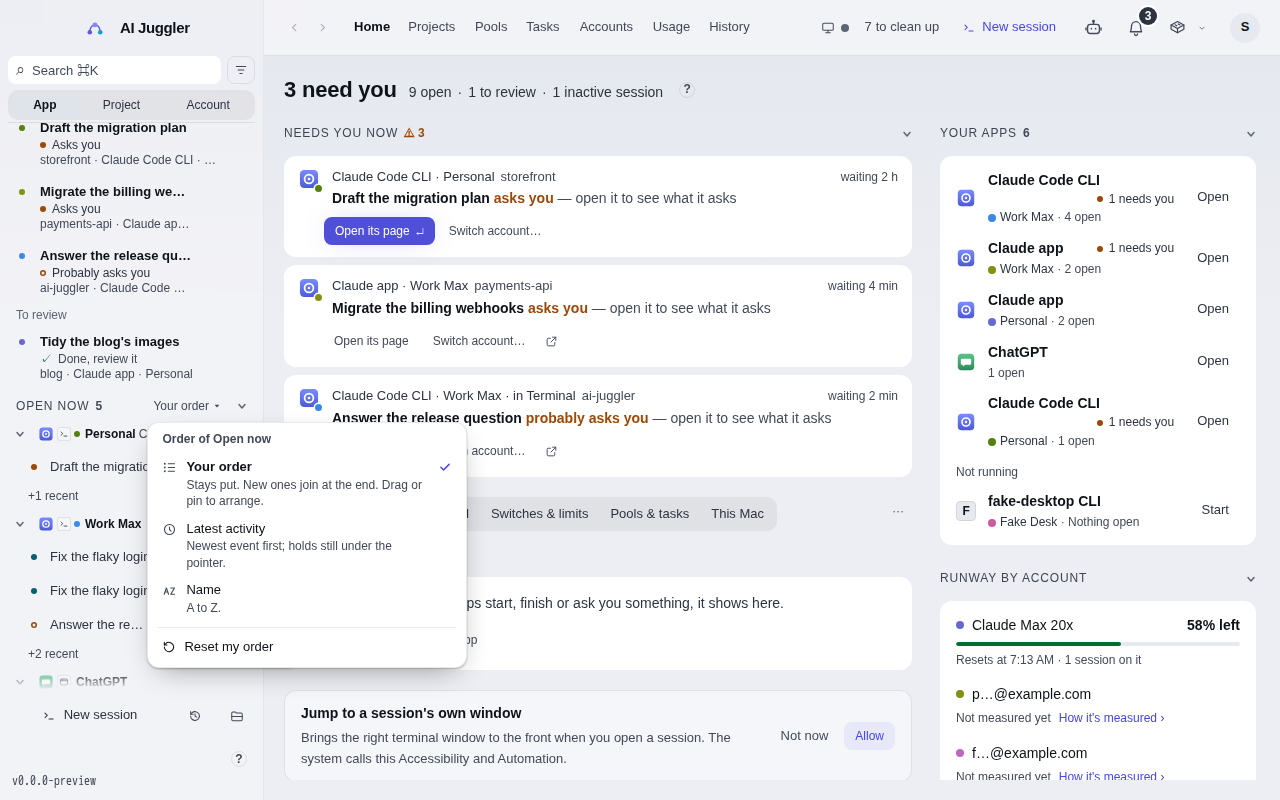 AI Juggler
Search ⌘K
App Project Account
Draft the migration plan
Asks you
storefront · Claude Code CLI · …
Migrate the billing we…
Asks you
payments-api · Claude ap…
Answer the release qu…
Probably asks you
ai-juggler · Claude Code …
To review
Tidy the blog's images
✓ Done, review it
blog · Claude app · Personal
OPEN NOW 5 Your order
Personal C
Draft the migratic
+1 recent
Work Max
Fix the flaky login
Fix the flaky login
Answer the re…
+2 recent
ChatGPT
New session
?
v0.0.0-preview
Home Projects Pools Tasks Accounts Usage History
7 to clean up
New session
3
S
3 need you 9 open · 1 to review · 1 inactive session ?
NEEDS YOU NOW 3
Claude Code CLI · Personal storefront waiting 2 h
Draft the migration plan asks you — open it to see what it asks
Open its page Switch account…
Claude app · Work Max payments-api waiting 4 min
Migrate the billing webhooks asks you — open it to see what it asks
Open its page Switch account…
Claude Code CLI · Work Max · in Terminal ai-juggler waiting 2 min
Answer the release question probably asks you — open it to see what it asks
account…
Switches & limits Pools & tasks This Mac …
ps start, finish or ask you something, it shows here.
pp
Order of Open now
Your order
Stays put. New ones join at the end. Drag or
pin to arrange.
Latest activity
Newest event first; holds still under the
pointer.
AZ Name
A to Z.
Reset my order
Jump to a session's own window
Brings the right terminal window to the front when you open a session. The
system calls this Accessibility and Automation.
Not now Allow
YOUR APPS 6
Claude Code CLI
1 needs you
Work Max · 4 open
Open
Claude app 1 needs you
Work Max · 2 open
Open
Claude app
Personal · 2 open
Open
ChatGPT
1 open
Open
Claude Code CLI
1 needs you
Personal · 1 open
Open
Not running
F fake-desktop CLI
Fake Desk · Nothing open
Start
RUNWAY BY ACCOUNT
Claude Max 20x 58% left
Resets at 7:13 AM · 1 session on it
p…@example.com
Not measured yet How it's measured ›
f…@example.com
Not measured yet How it's measured ›